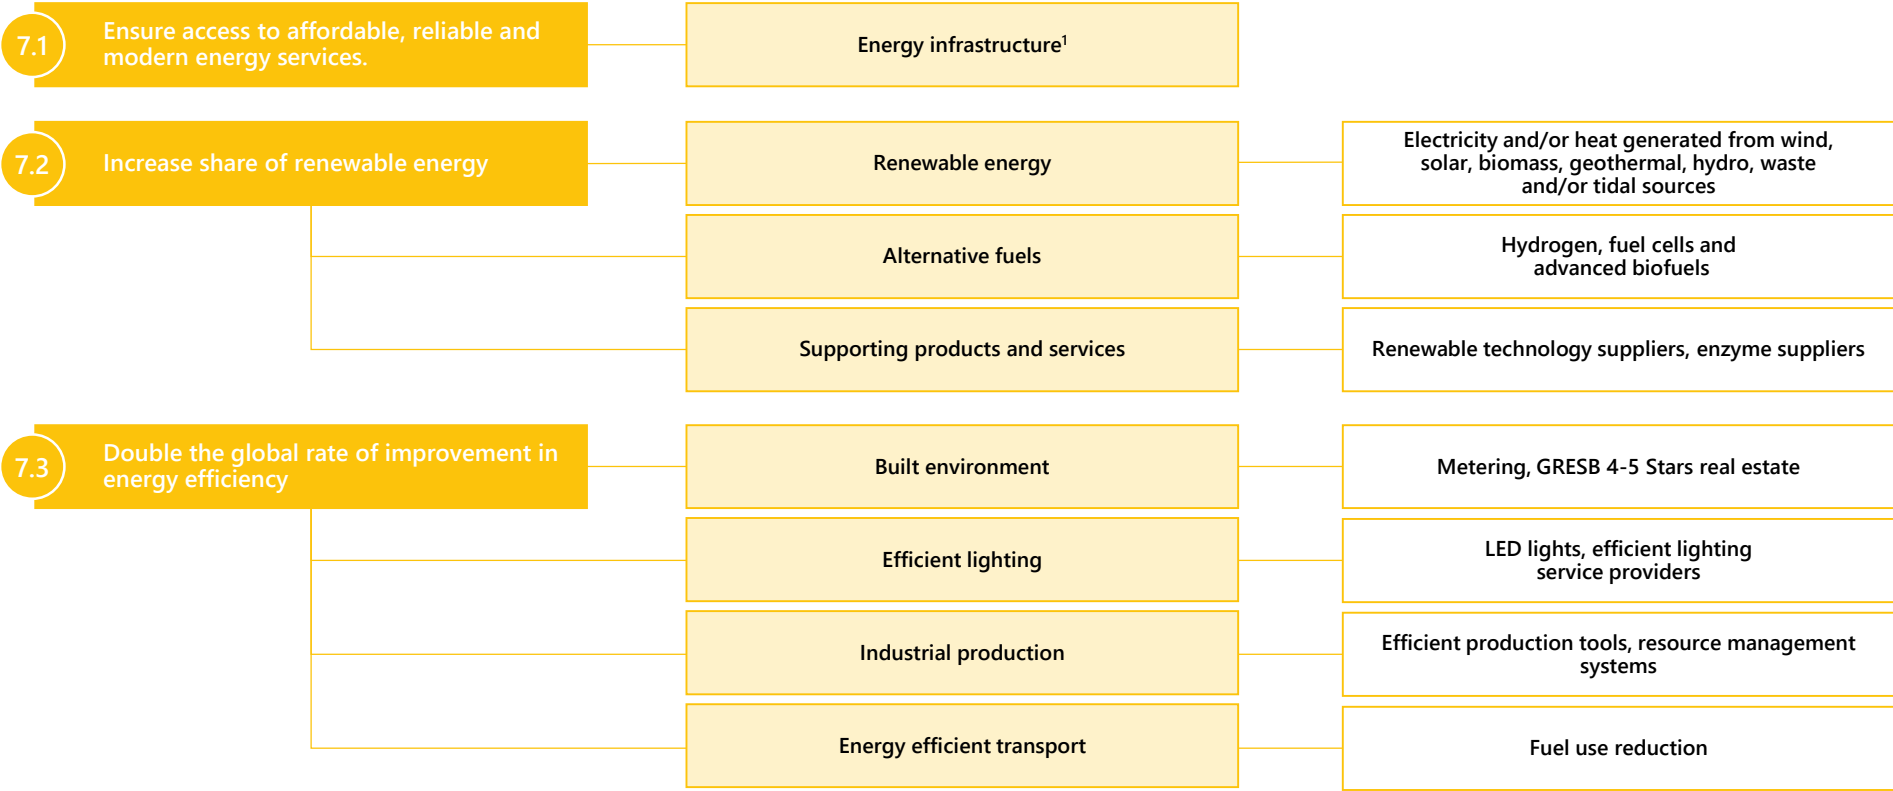 7.1
Ensure access to affordable, reliable and
modern energy services.
Energy infrastructure¹
7.2
Increase share of renewable energy
Renewable energy
Electricity and/or heat generated from wind,
solar, biomass, geothermal, hydro, waste
and/or tidal sources
Alternative fuels
Hydrogen, fuel cells and
advanced biofuels
Supporting products and services
Renewable technology suppliers, enzyme suppliers
7.3
Double the global rate of improvement in
energy efficiency
Built environment
Metering, GRESB 4-5 Stars real estate
Efficient lighting
LED lights, efficient lighting
service providers
Industrial production
Efficient production tools, resource management
systems
Energy efficient transport
Fuel use reduction